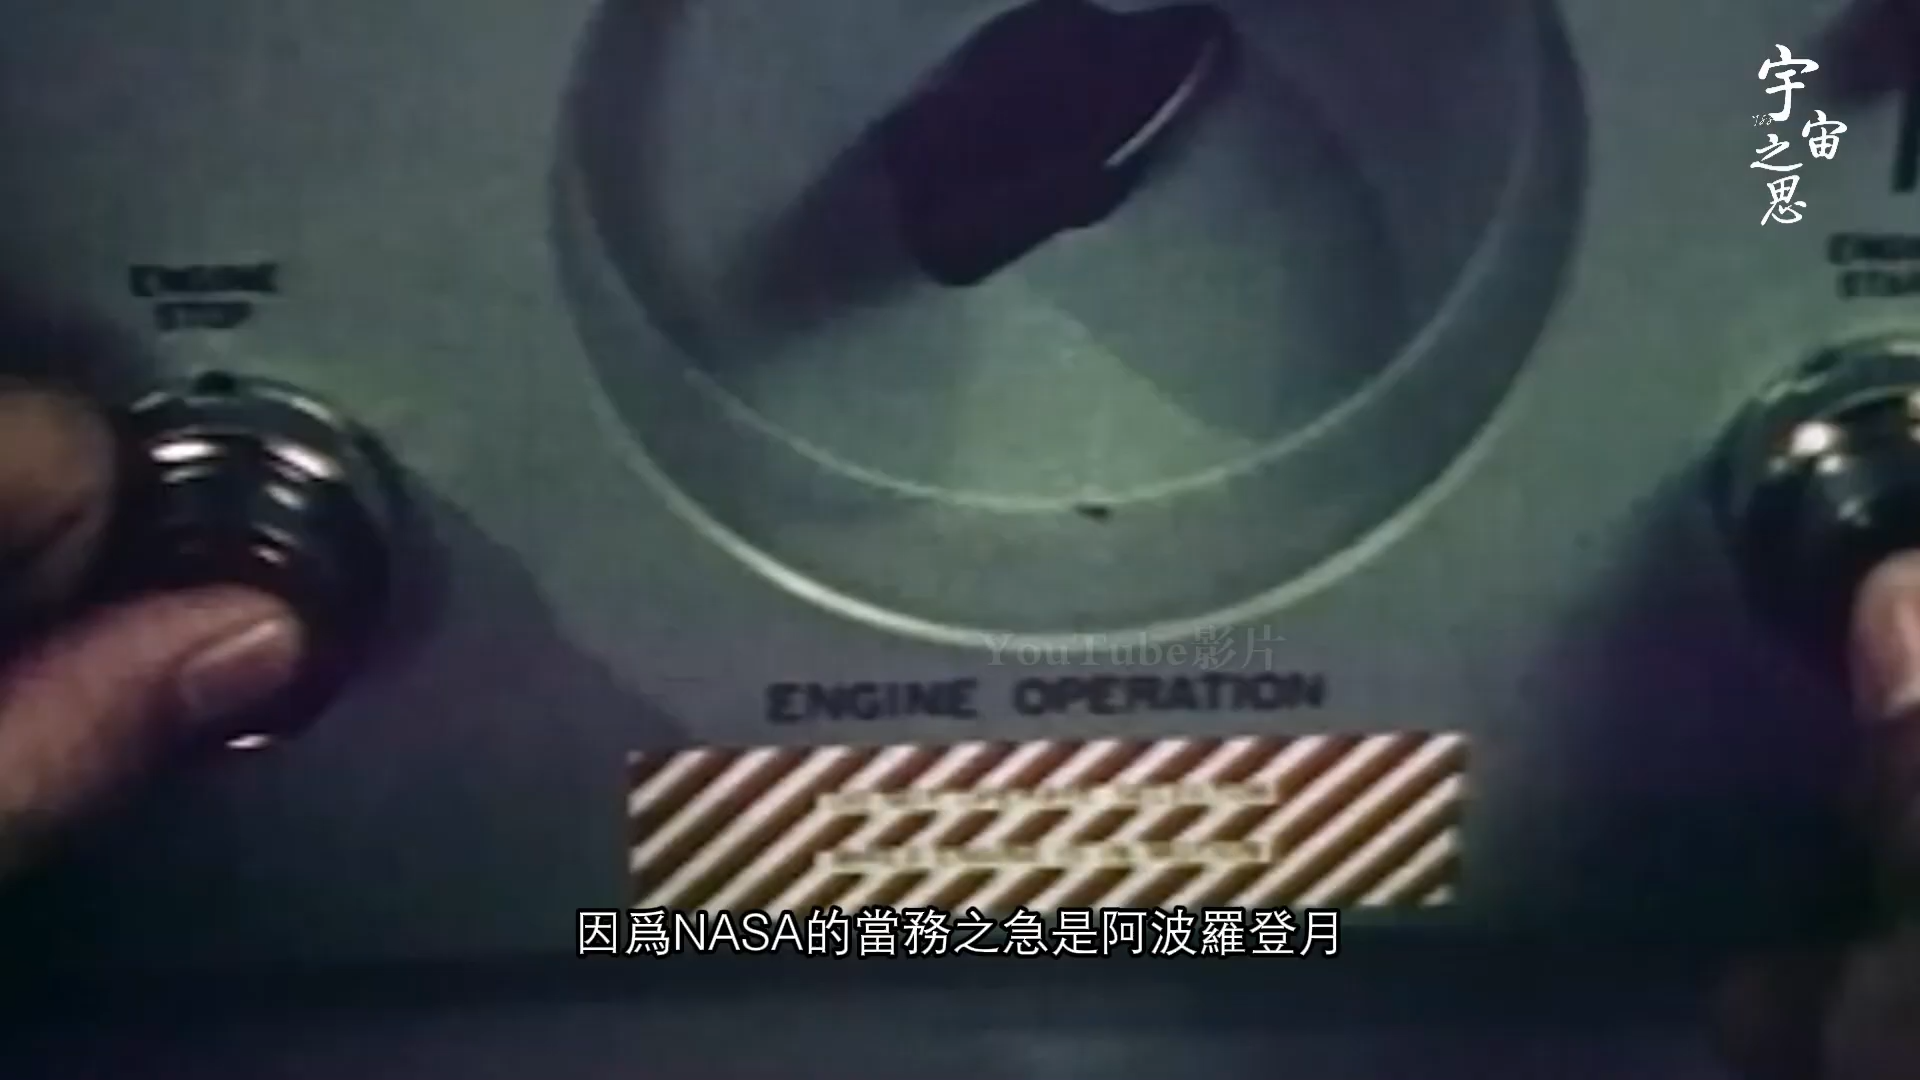 宇宙之思
ENGINE
STOP
YouTube影片
ENGINE OPERATION
因爲NASA的當務之急是阿波羅登月